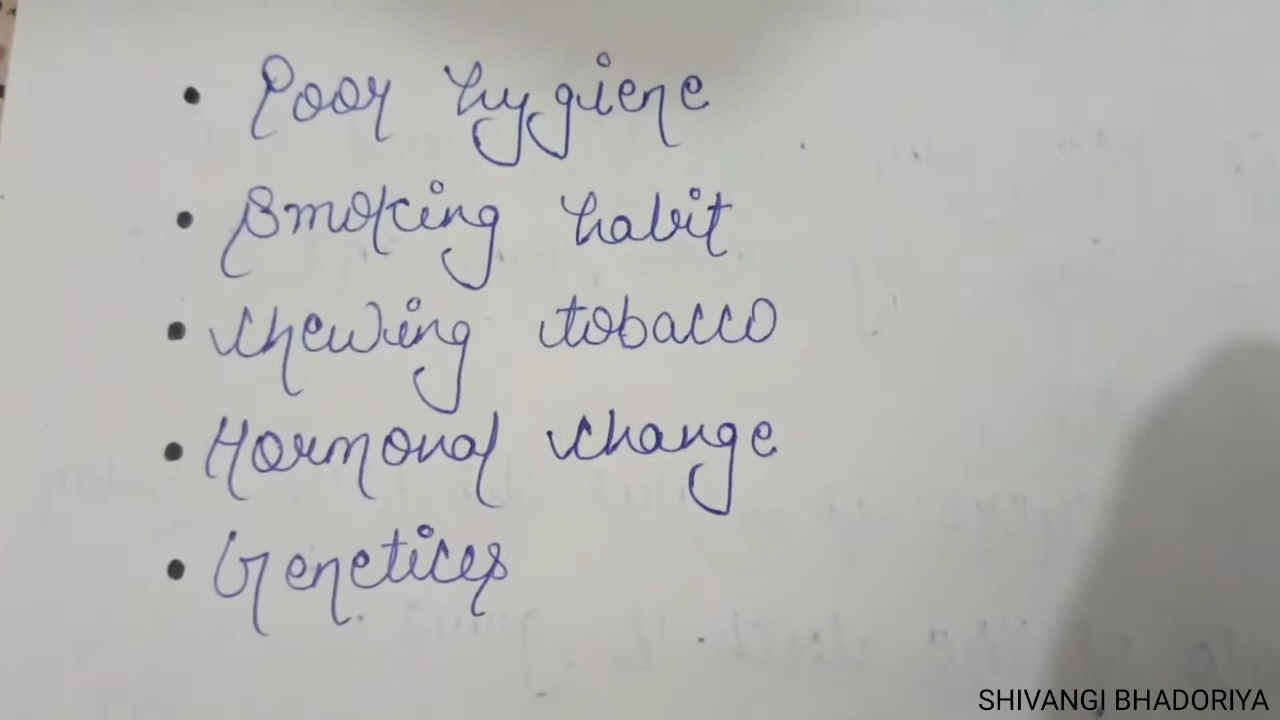 • Poor hygiene
• Smoking habit
• Chewing tobacco
• Hormonal change
• Genetices
SHIVANGI BHADORIYA